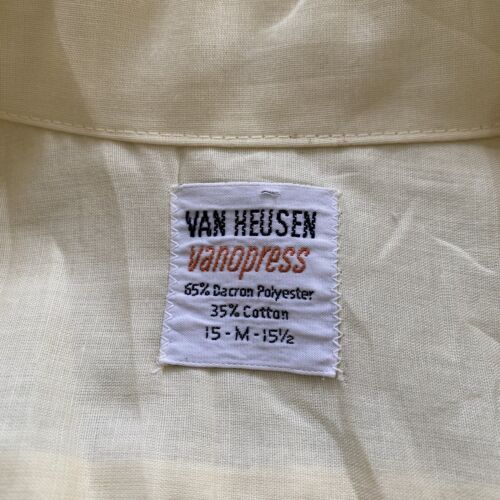 VAN HEUSEN
vanopress
65% Dacron Polyester
35% Cotton
15 - M - 15½